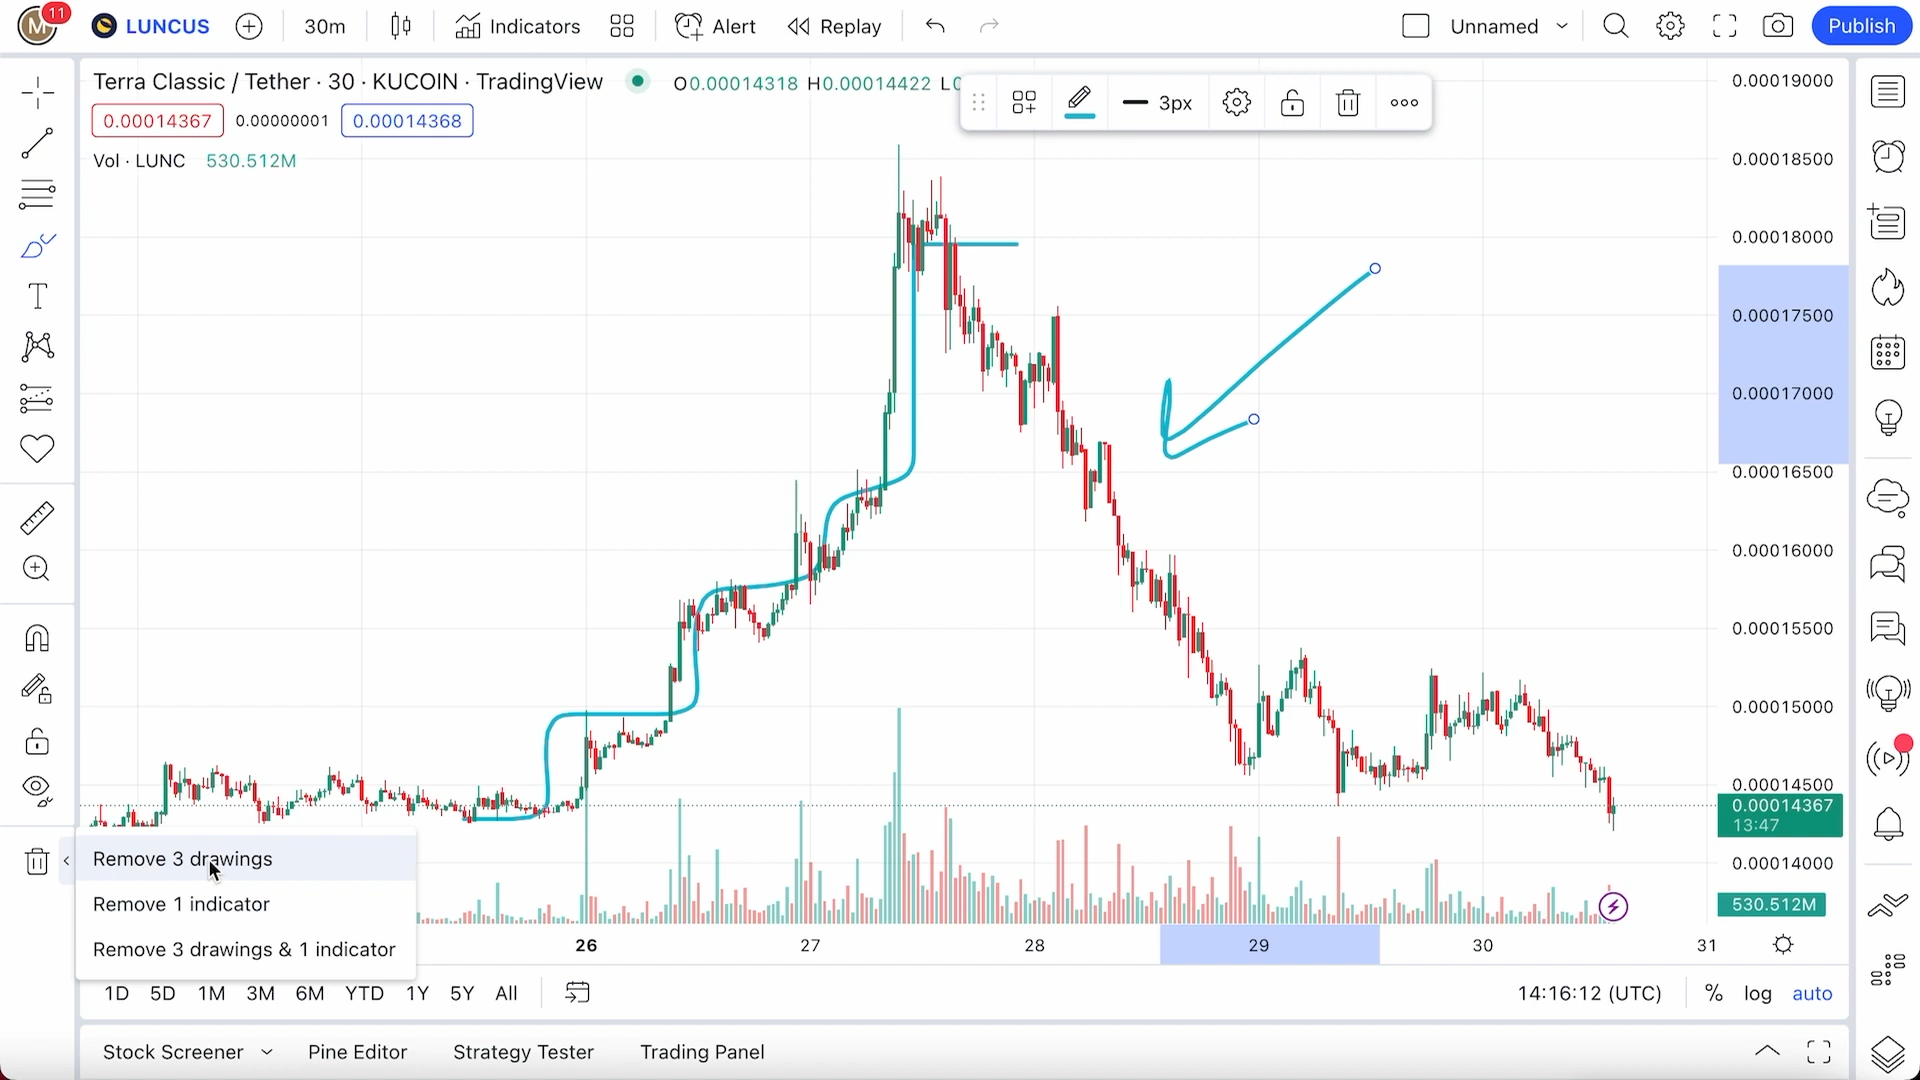 M 11 LUNCUS 30m Indicators Alert Replay Unnamed Publish
Terra Classic / Tether · 30 · KUCOIN · TradingView O0.00014318 H0.00014422 L0
0.00014367 0.00000001 0.00014368
3px
Vol · LUNC 530.512M
T
0.00019000
0.00018500
0.00018000
0.00017500
0.00017000
0.00016500
0.00016000
0.00015500
0.00015000
0.00014500
0.00014367
13:47
0.00014000
530.512M
Remove 3 drawings
Remove 1 indicator
Remove 3 drawings & 1 indicator
26 27 28 29 30 31
1D 5D 1M 3M 6M YTD 1Y 5Y All 14:16:12 (UTC) % log auto
Stock Screener Pine Editor Strategy Tester Trading Panel